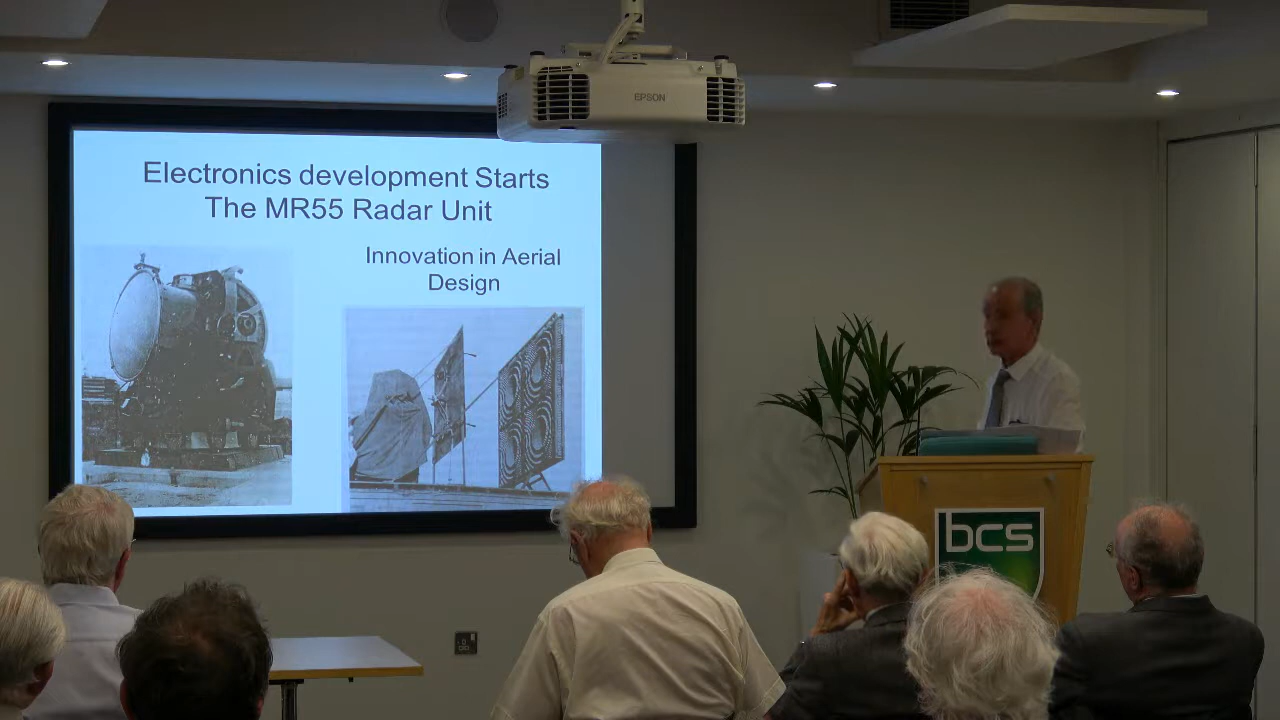 EPSON
Electronics development Starts
The MR55 Radar Unit
Innovation in Aerial
Design
bcs